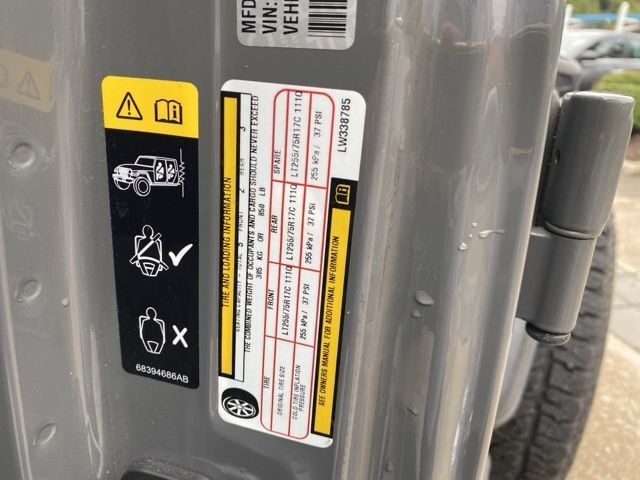 MFD
VIN:
VEH
68394686AB
TIRE AND LOADING INFORMATION
SEATING CAPACITY - TOTAL 5 FRONT 2 REAR 3
THE COMBINED WEIGHT OF OCCUPANTS AND CARGO SHOULD NEVER EXCEED
385 KG OR 850 LB
TIRE FRONT REAR SPARE
ORIGINAL TIRE SIZE LT255/75R17C 111Q LT255/75R17C 111Q LT255/75R17C 111Q
COLD TIRE INFLATION
PRESSURE 255 kPa / 37 PSI 255 kPa / 37 PSI 255 kPa / 37 PSI
SEE OWNERS MANUAL FOR ADDITIONAL INFORMATION
LW338785